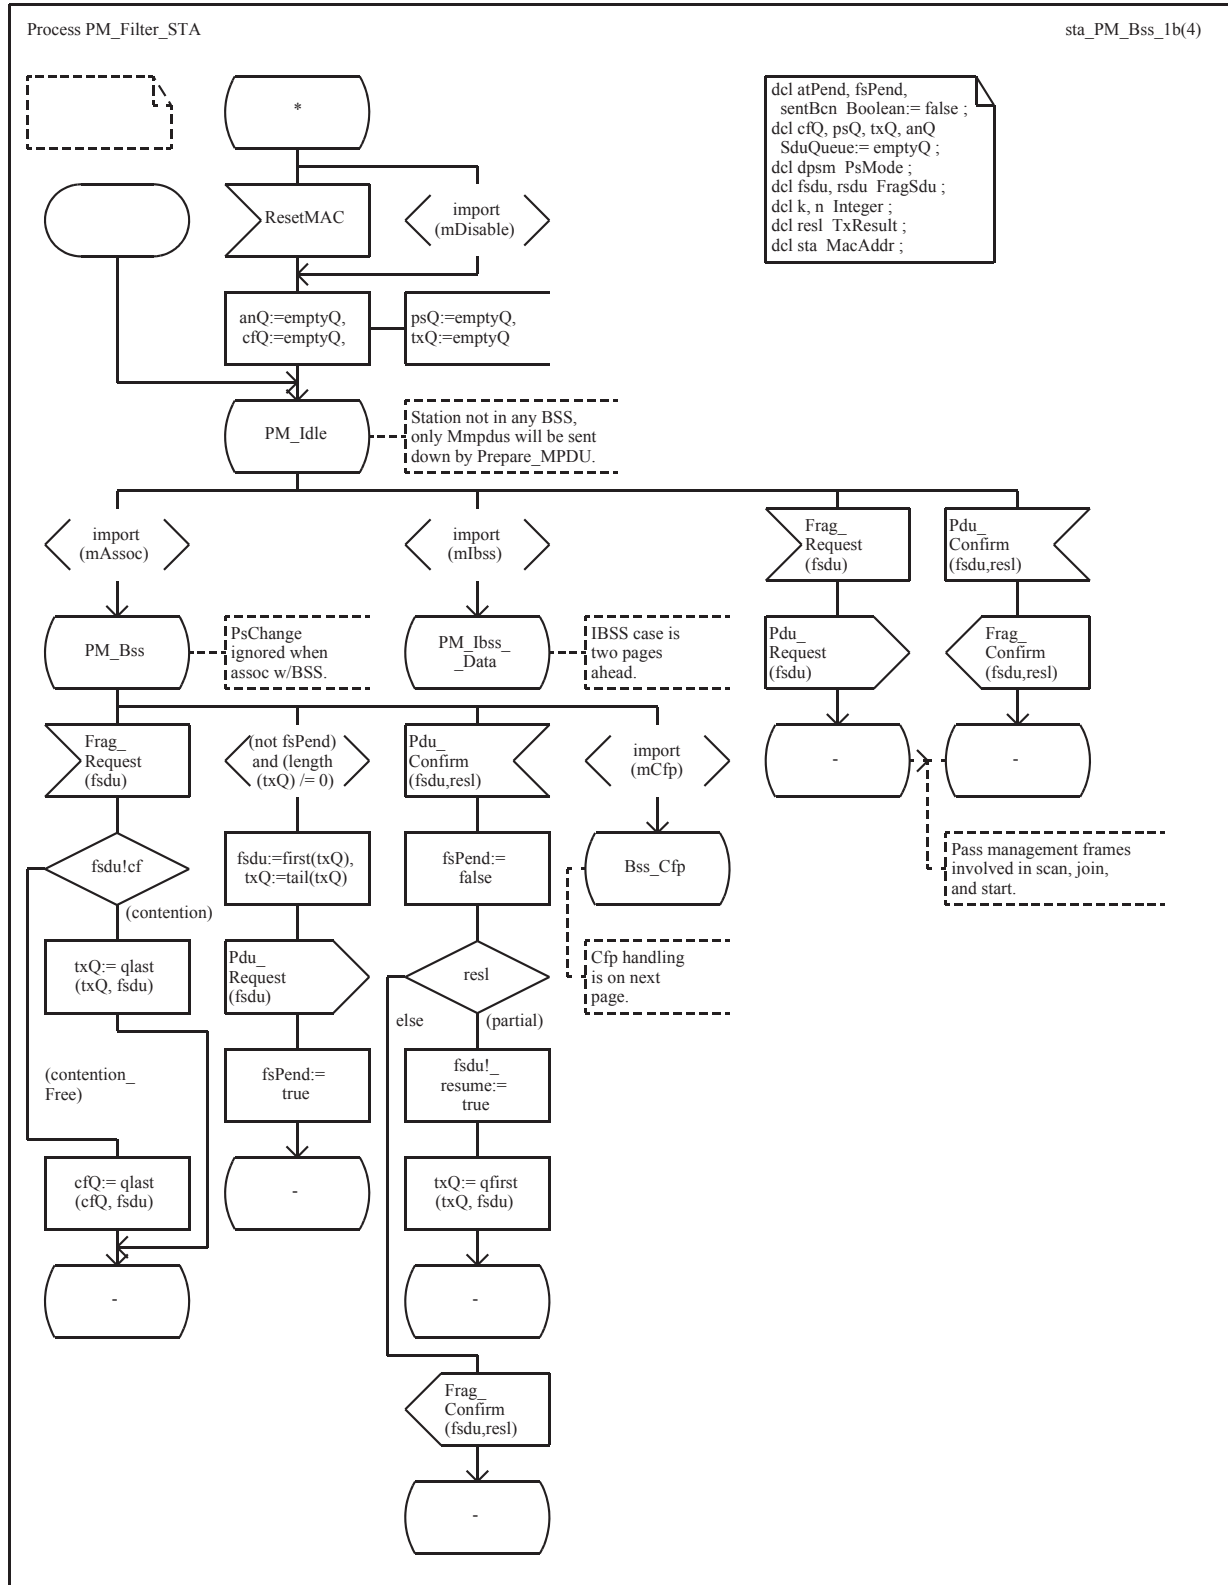 Process PM_Filter_STA
sta_PM_Bss_1b(4)
*
dcl atPend, fsPend,
sentBcn Boolean:= false ;
dcl cfQ, psQ, txQ, anQ
SduQueue:= emptyQ ;
dcl dpsm PsMode ;
dcl fsdu, rsdu FragSdu ;
dcl k, n Integer ;
dcl resl TxResult ;
dcl sta MacAddr ;
ResetMAC
import
(mDisable)
anQ:=emptyQ,
cfQ:=emptyQ,
psQ:=emptyQ,
txQ:=emptyQ
PM_Idle
Station not in any BSS,
only Mmpdus will be sent
down by Prepare_MPDU.
import
(mAssoc)
import
(mIbss)
Frag_
Request
(fsdu)
Pdu_
Confirm
(fsdu,resl)
PM_Bss
PsChange
ignored when
assoc w/BSS.
PM_Ibss_
_Data
IBSS case is
two pages
ahead.
Pdu_
Request
(fsdu)
Frag_
Confirm
(fsdu,resl)
Frag_
Request
(fsdu)
(not fsPend)
and (length
(txQ) /= 0)
Pdu_
Confirm
(fsdu,resl)
import
(mCfp)
-
-
fsdu!cf
(contention)
fsdu:=first(txQ),
txQ:=tail(txQ)
fsPend:=
false
Bss_Cfp
Pass management frames
involved in scan, join,
and start.
txQ:= qlast
(txQ, fsdu)
Pdu_
Request
(fsdu)
resl
else
(partial)
Cfp handling
is on next
page.
(contention_
Free)
fsPend:=
true
fsdu!_
resume:=
true
cfQ:= qlast
(cfQ, fsdu)
-
txQ:= qfirst
(txQ, fsdu)
-
-
Frag_
Confirm
(fsdu,resl)
-